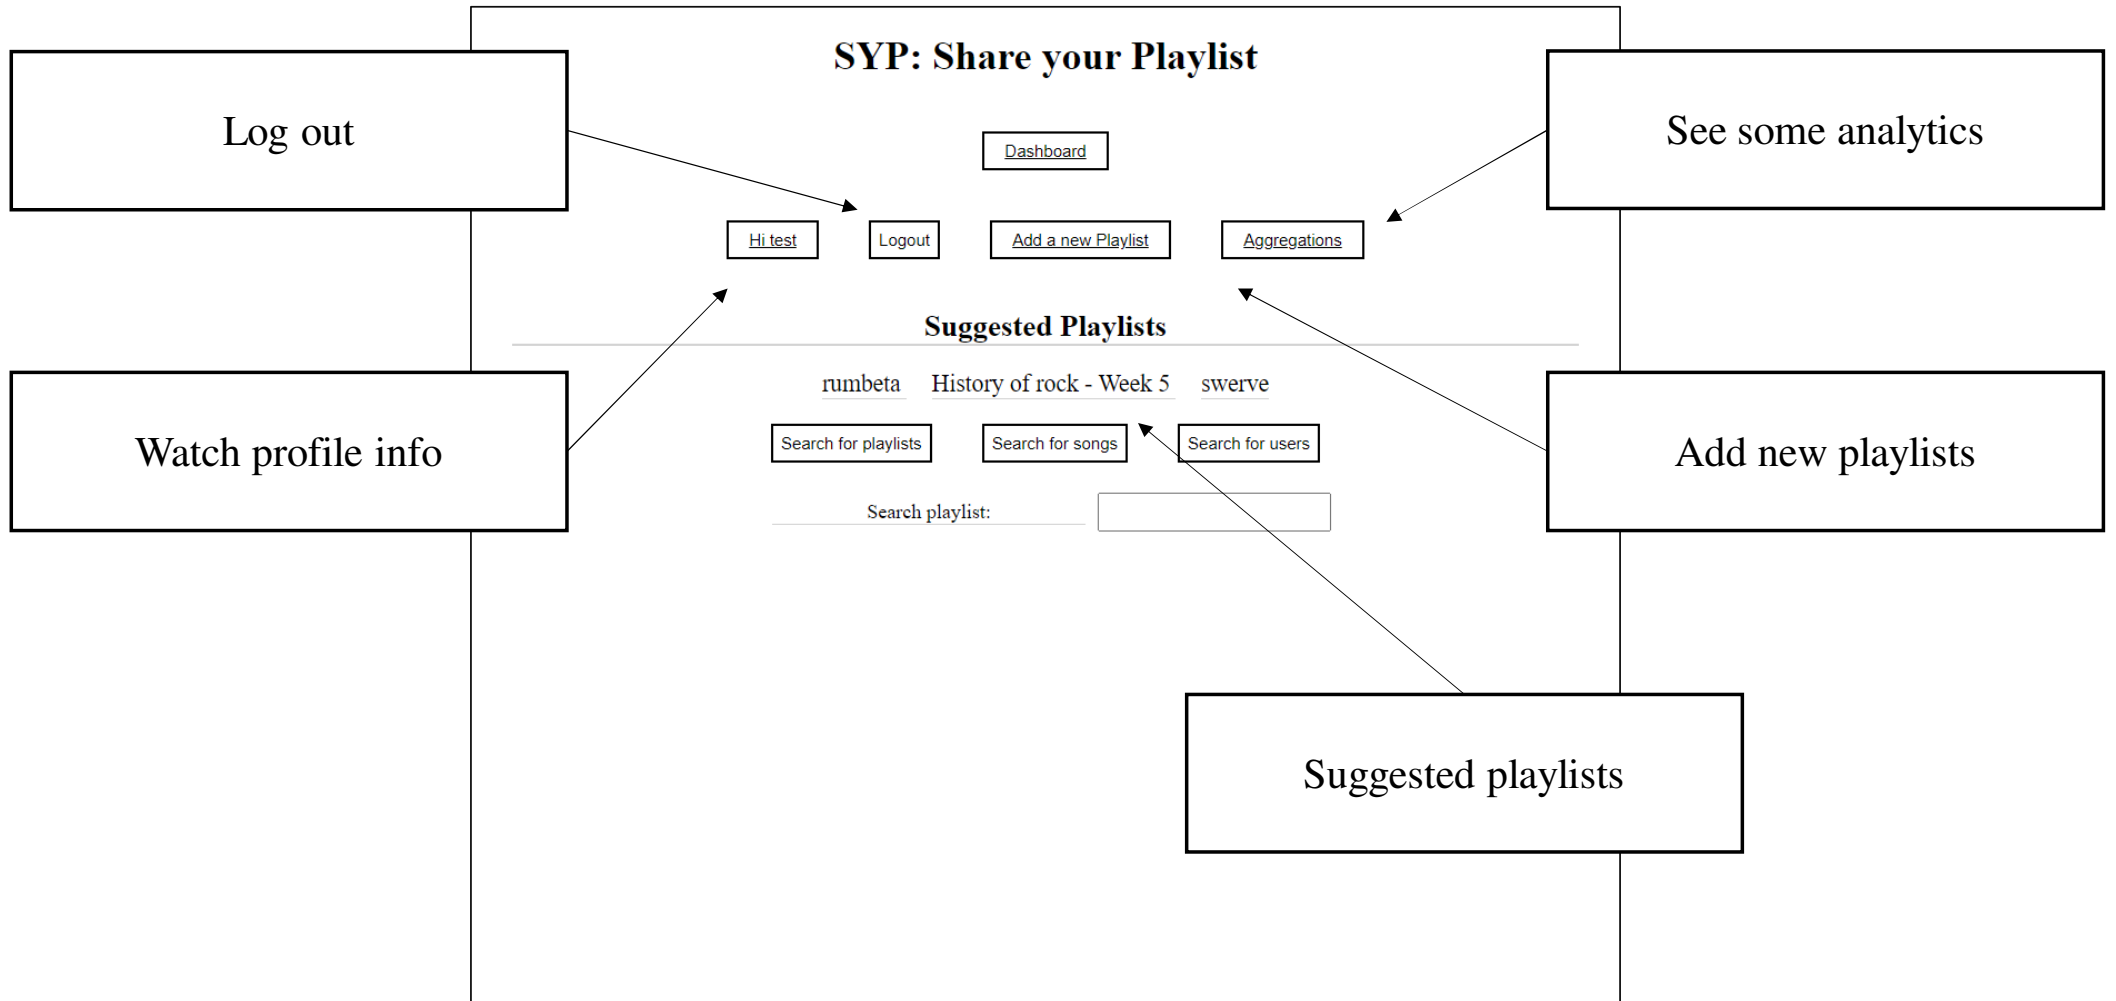 SYP: Share your Playlist
Log out
See some analytics
Dashboard
Hi test
Logout
Add a new Playlist
Aggregations
Suggested Playlists
rumbeta
History of rock - Week 5
swerve
Watch profile info
Search for playlists
Search for songs
Search for users
Add new playlists
Search playlist:
Suggested playlists